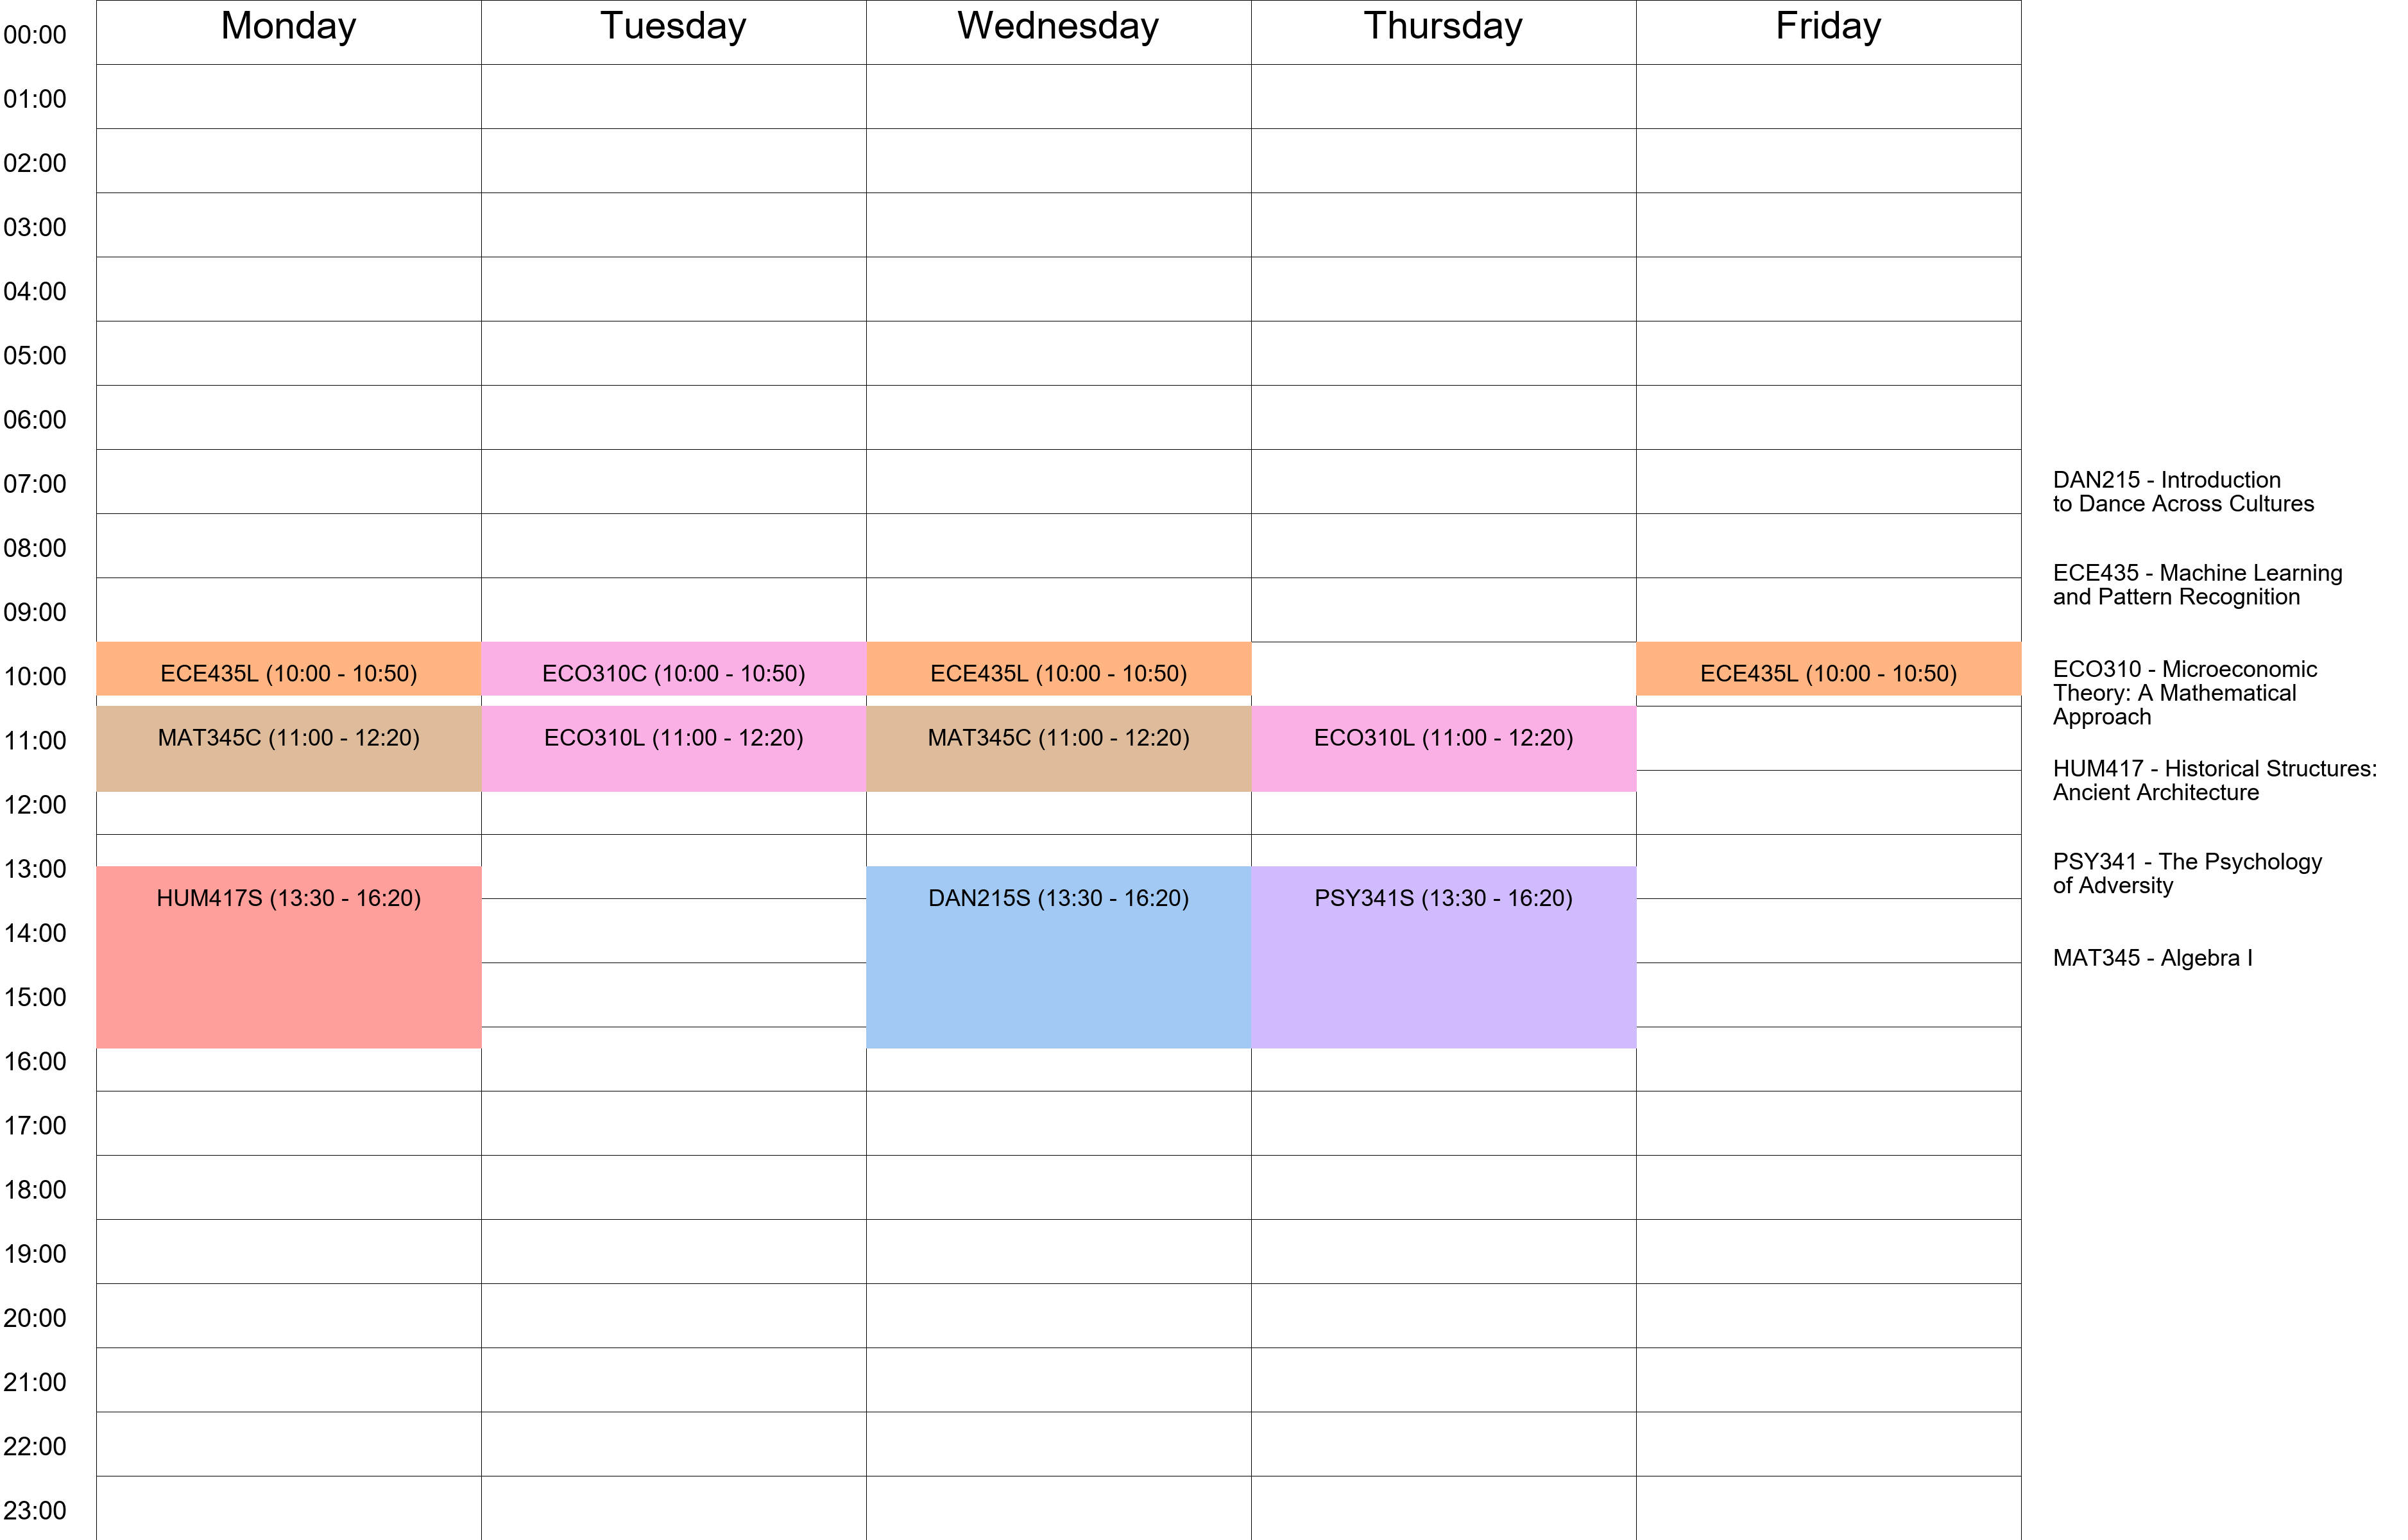 Monday Tuesday Wednesday Thursday Friday
00:00
01:00
02:00
03:00
04:00
05:00
06:00
07:00
08:00
09:00
10:00 ECE435L (10:00 - 10:50) ECO310C (10:00 - 10:50) ECE435L (10:00 - 10:50) ECE435L (10:00 - 10:50)
11:00 MAT345C (11:00 - 12:20) ECO310L (11:00 - 12:20) MAT345C (11:00 - 12:20) ECO310L (11:00 - 12:20)
12:00
13:00
HUM417S (13:30 - 16:20) DAN215S (13:30 - 16:20) PSY341S (13:30 - 16:20)
14:00
15:00
16:00
17:00
18:00
19:00
20:00
21:00
22:00
23:00
DAN215 - Introduction
to Dance Across Cultures
ECE435 - Machine Learning
and Pattern Recognition
ECO310 - Microeconomic
Theory: A Mathematical
Approach
HUM417 - Historical Structures:
Ancient Architecture
PSY341 - The Psychology
of Adversity
MAT345 - Algebra I